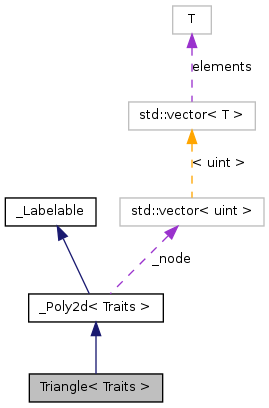 T
elements
std::vector< T >
< uint >
_Labelable
std::vector< uint >
_node
_Poly2d< Traits >
Triangle< Traits >